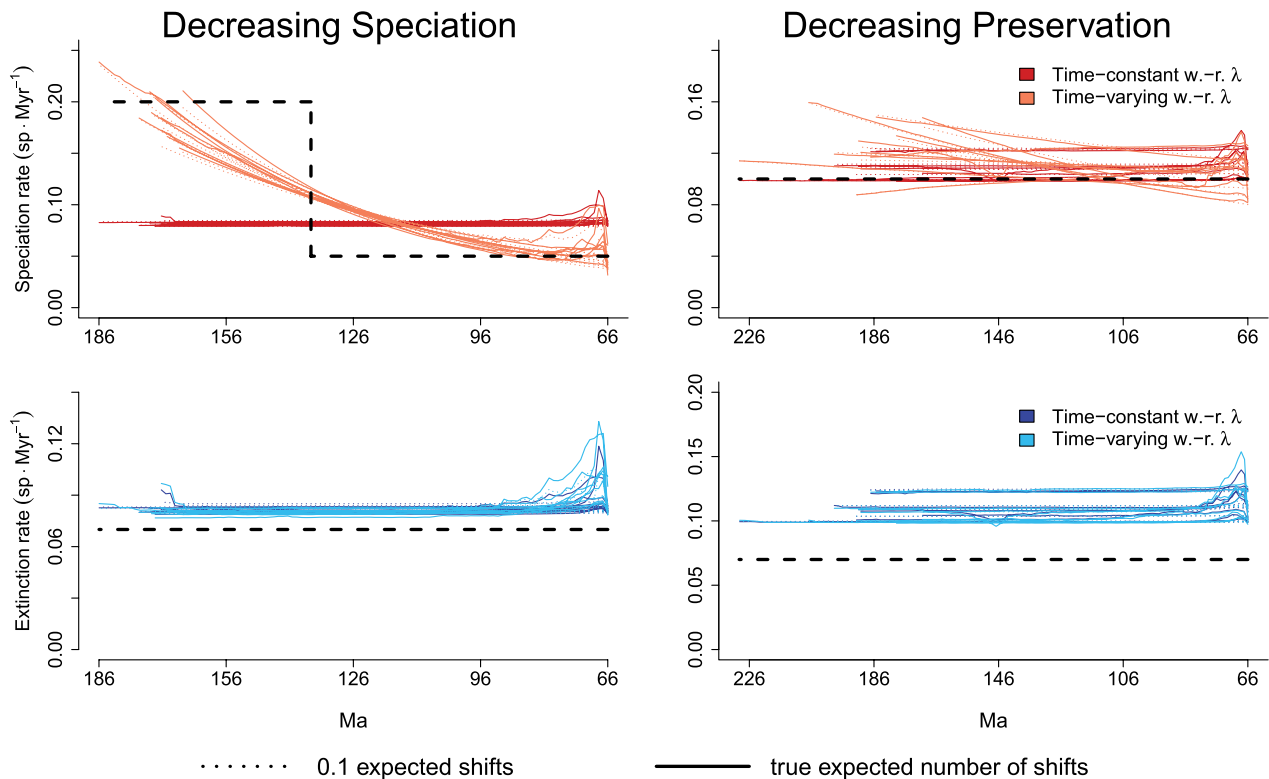 Decreasing Speciation
Decreasing Preservation
Speciation rate (sp · Myr⁻¹)
0.20
0.10
0.00
186
156
126
96
66
0.16
0.08
0.00
Time−constant w.−r. λ
Time−varying w.−r. λ
226
186
146
106
66
Extinction rate (sp · Myr⁻¹)
0.12
0.06
0.00
186
156
126
96
66
Ma
0.20
0.15
0.10
0.05
0.00
Time−constant w.−r. λ
Time−varying w.−r. λ
226
186
146
106
66
Ma
0.1 expected shifts
true expected number of shifts